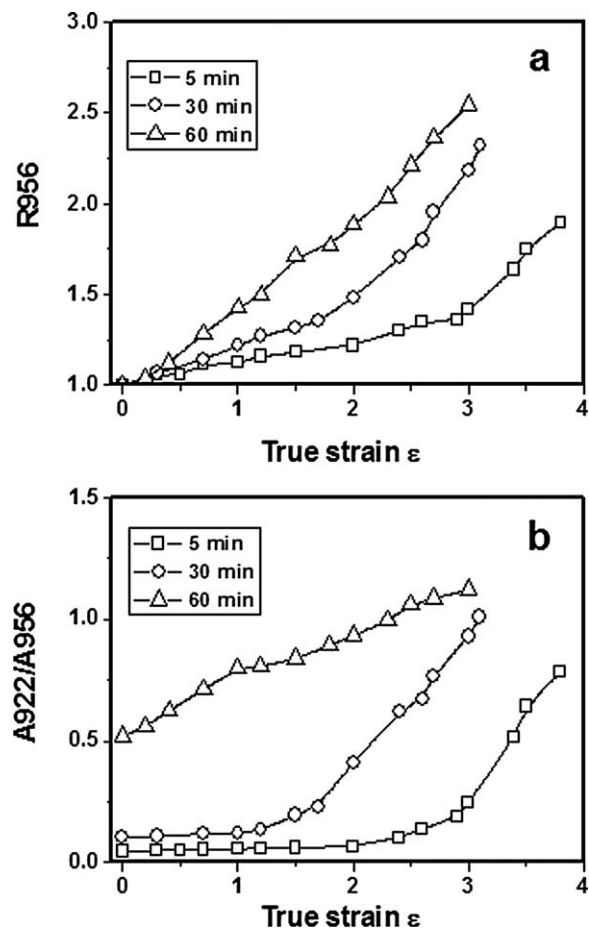 a
3.0
5 min
30 min
60 min
2.5
2.0
1.5
1.0
R956
0 1 2 3 4
True strain ε
b
1.5
5 min
30 min
60 min
1.0
0.5
0.0
A922/A956
0 1 2 3 4
True strain ε